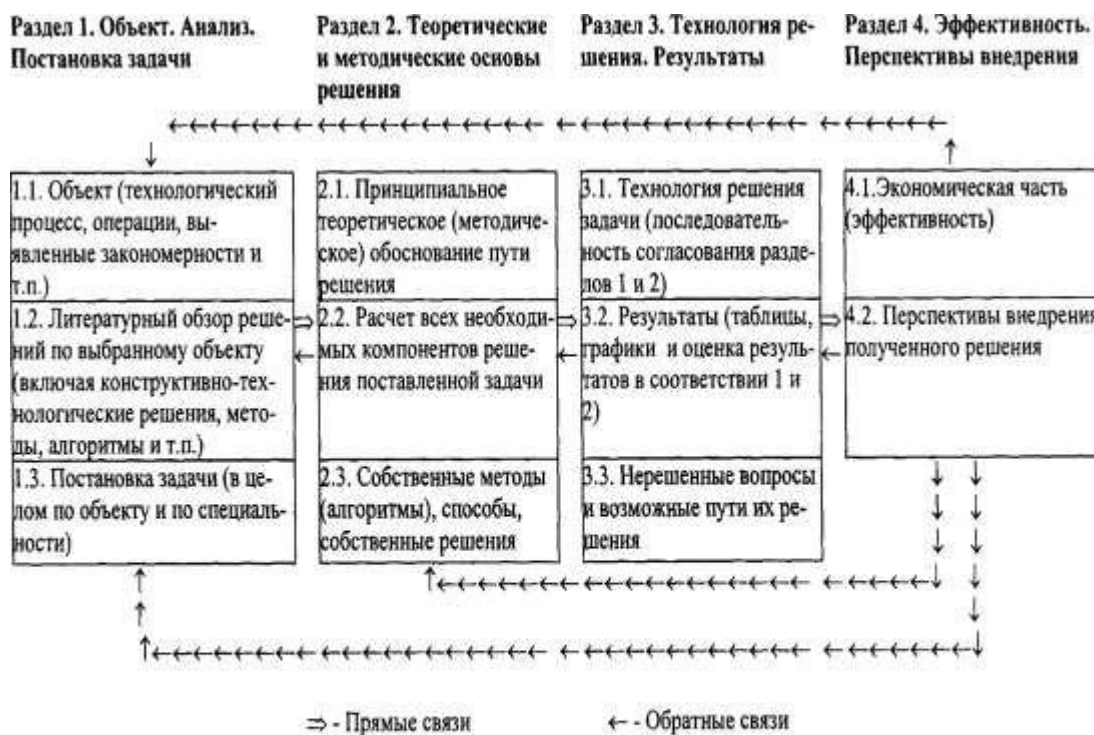 Раздел 1. Объект. Анализ.
Постановка задачи
Раздел 2. Теоретические
и методические основы
решения
Раздел 3. Технология ре-
шения. Результаты
Раздел 4. Эффективность.
Перспективы внедрения
1.1. Объект (технологический
процесс, операции, вы-
явленные закономерности и
т.п.)
1.2. Литературный обзор реше-
ний по выбранному объекту
(включая конструктивно-тех-
нологические решения, мето-
ды, алгоритмы и т.п.)
1.3. Постановка задачи (в це-
лом по объекту и по специаль-
ности)
2.1. Принципиальное
теоретическое (методиче-
ское) обоснование пути
решения
2.2. Расчет всех необходи-
мых компонентов реше-
ния поставленной задачи
2.3. Собственные методы
(алгоритмы), способы,
собственные решения
3.1. Технология решения
задачи (последователь-
ность согласования разде-
лов 1 и 2)
3.2. Результаты (таблицы,
графики и оценка резуль-
татов в соответствии 1 и
2)
3.3. Нерешенные вопросы
и возможные пути их ре-
шения
4.1.Экономическая часть
(эффективность)
4.2. Перспективы внедрения
полученного решения
⇒ - Прямые связи
← - Обратные связи